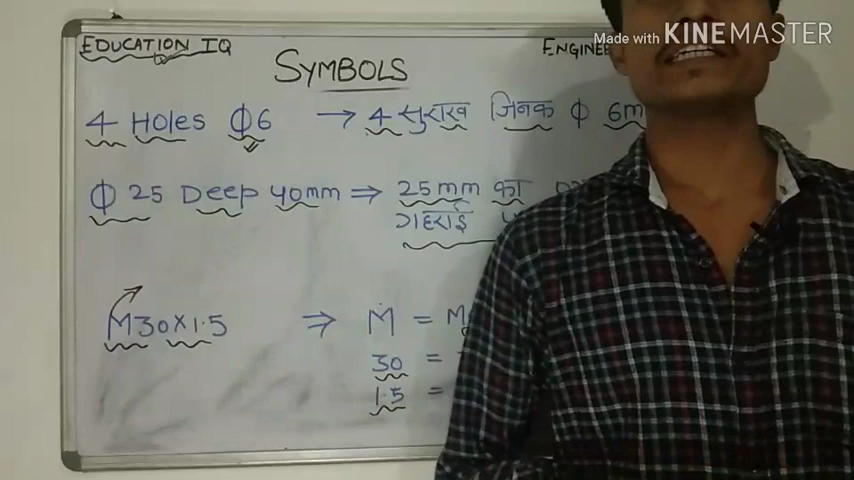 Made with KINEMASTER
EDUCATION IQ
SYMBOLS
4 Holes Φ6 → 4 सुराख जिनक Φ 6m
Φ 25 Deep 40mm ⇒ 25mm का
गहराई
M30×1.5 ⇒ M = M
30 =
1.5 =